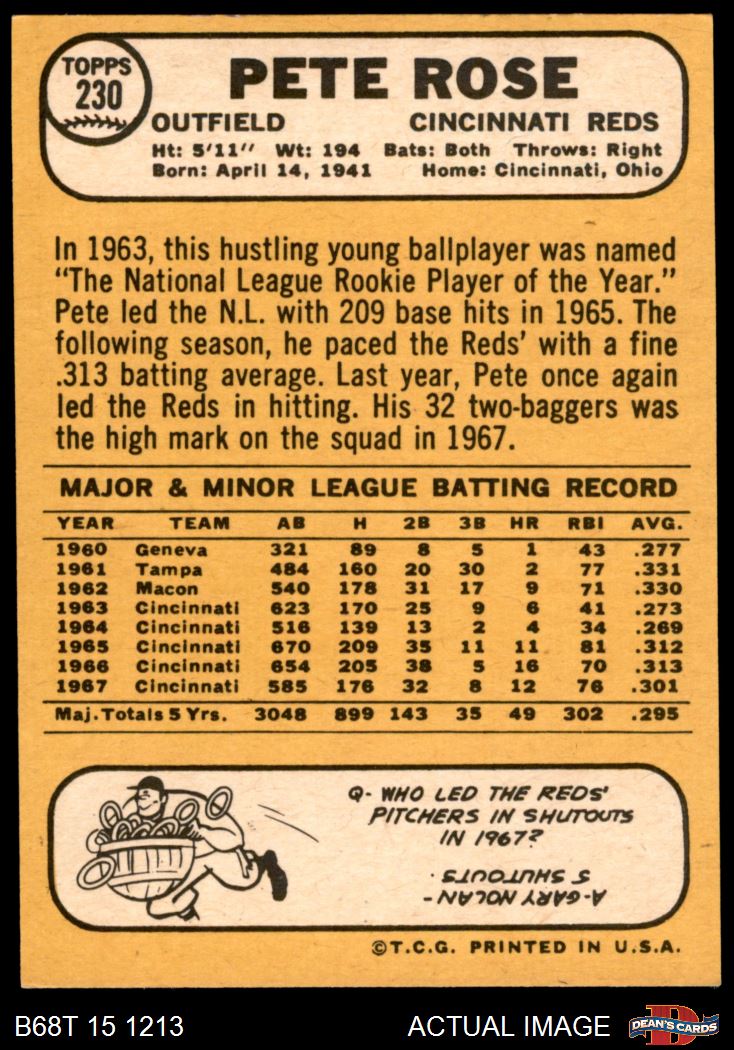 TOPPS
230
PETE ROSE
OUTFIELD CINCINNATI REDS
Ht: 5'11" Wt: 194 Bats: Both Throws: Right
Born: April 14, 1941 Home: Cincinnati, Ohio
In 1963, this hustling young ballplayer was named
"The National League Rookie Player of the Year."
Pete led the N.L. with 209 base hits in 1965. The
following season, he paced the Reds' with a fine
.313 batting average. Last year, Pete once again
led the Reds in hitting. His 32 two-baggers was
the high mark on the squad in 1967.
MAJOR & MINOR LEAGUE BATTING RECORD
YEAR TEAM AB H 2B 3B HR RBI AVG.
1960 Geneva 321 89 8 5 1 43 .277
1961 Tampa 484 160 20 30 2 77 .331
1962 Macon 540 178 31 17 9 71 .330
1963 Cincinnati 623 170 25 9 6 41 .273
1964 Cincinnati 516 139 13 2 4 34 .269
1965 Cincinnati 670 209 35 11 11 81 .312
1966 Cincinnati 654 205 38 5 16 70 .313
1967 Cincinnati 585 176 32 8 12 76 .301
Maj. Totals 5 Yrs. 3048 899 143 35 49 302 .295
Q- WHO LED THE REDS'
PITCHERS IN SHUTOUTS
IN 1967?
A-GARY NOLAN -
5 SHUTOUTS.
©T.C.G. PRINTED IN U.S.A.
B68T 15 1213 ACTUAL IMAGE
D
DEAN'S CARDS